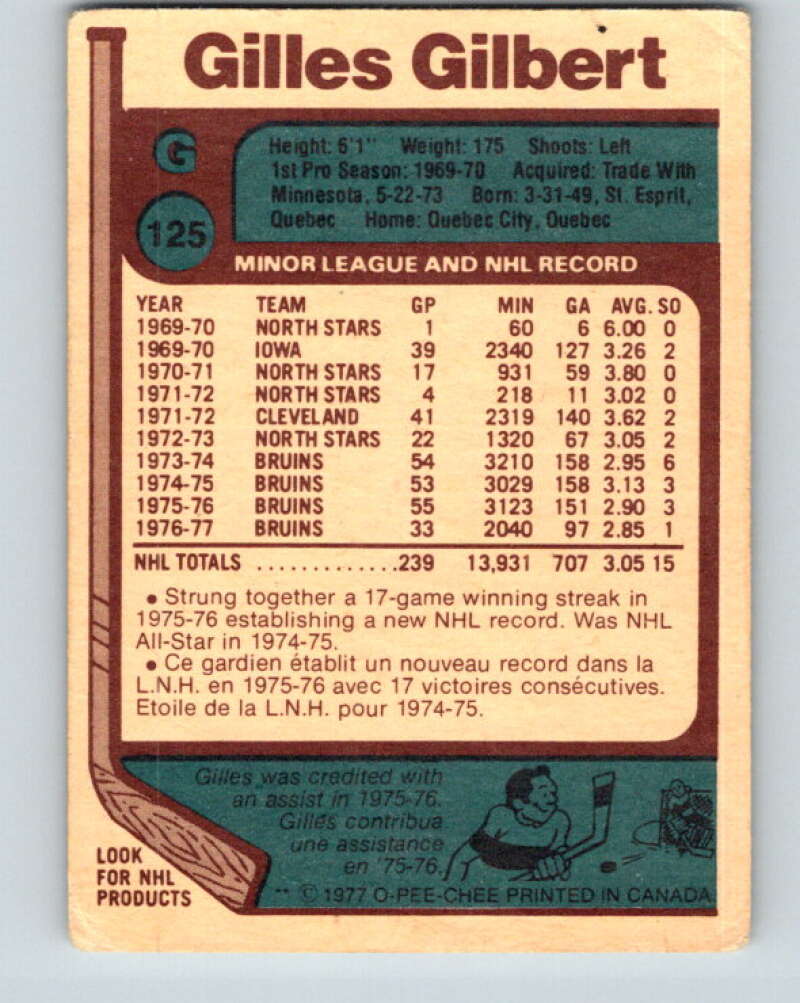 Gilles Gilbert
G
125
Height: 6'1" Weight: 175 Shoots: Left
1st Pro Season: 1969-70 Acquired: Trade With
Minnesota, 5-22-73 Born: 3-31-49, St. Esprit,
Quebec Home: Quebec City, Quebec
MINOR LEAGUE AND NHL RECORD
YEAR TEAM GP MIN GA AVG. SO
1969-70 NORTH STARS 1 60 6 6.00 0
1969-70 IOWA 39 2340 127 3.26 2
1970-71 NORTH STARS 17 931 59 3.80 0
1971-72 NORTH STARS 4 218 11 3.02 0
1971-72 CLEVELAND 41 2319 140 3.62 2
1972-73 NORTH STARS 22 1320 67 3.05 2
1973-74 BRUINS 54 3210 158 2.95 6
1974-75 BRUINS 53 3029 158 3.13 3
1975-76 BRUINS 55 3123 151 2.90 3
1976-77 BRUINS 33 2040 97 2.85 1
NHL TOTALS .............239 13,931 707 3.05 15
• Strung together a 17-game winning streak in
1975-76 establishing a new NHL record. Was NHL
All-Star in 1974-75.
• Ce gardien établit un nouveau record dans la
L.N.H. en 1975-76 avec 17 victoires consécutives.
Etoile de la L.N.H. pour 1974-75.
Gilles was credited with
an assist in 1975-76.
Gilles contribua
une assistance
en '75-76.
LOOK
FOR NHL
PRODUCTS
** © 1977 O-PEE-CHEE PRINTED IN CANADA